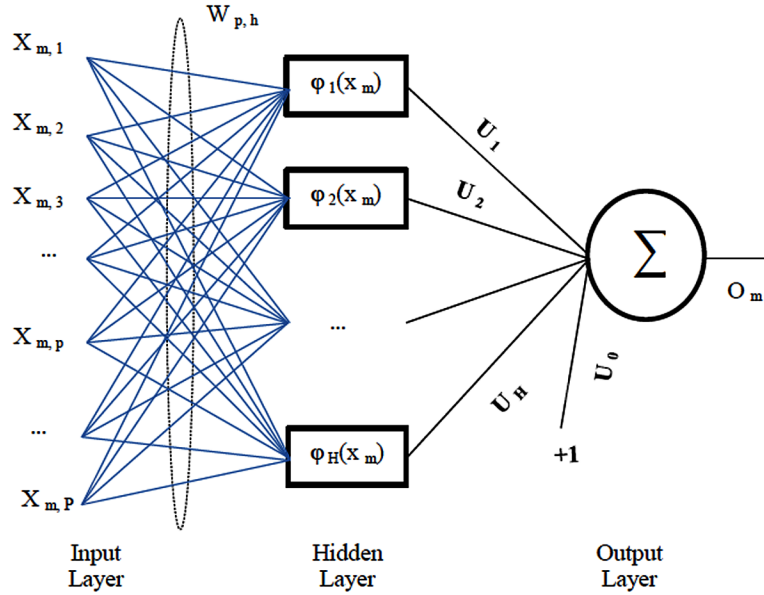 W p, h
X m, 1
φ 1(x m)
X m, 2
U 1
X m, 3
φ 2(x m)
U 2
...
Σ
O m
X m, p
...
U 0
U H
...
φ H(x m)
+1
X m, P
Input
Layer
Hidden
Layer
Output
Layer